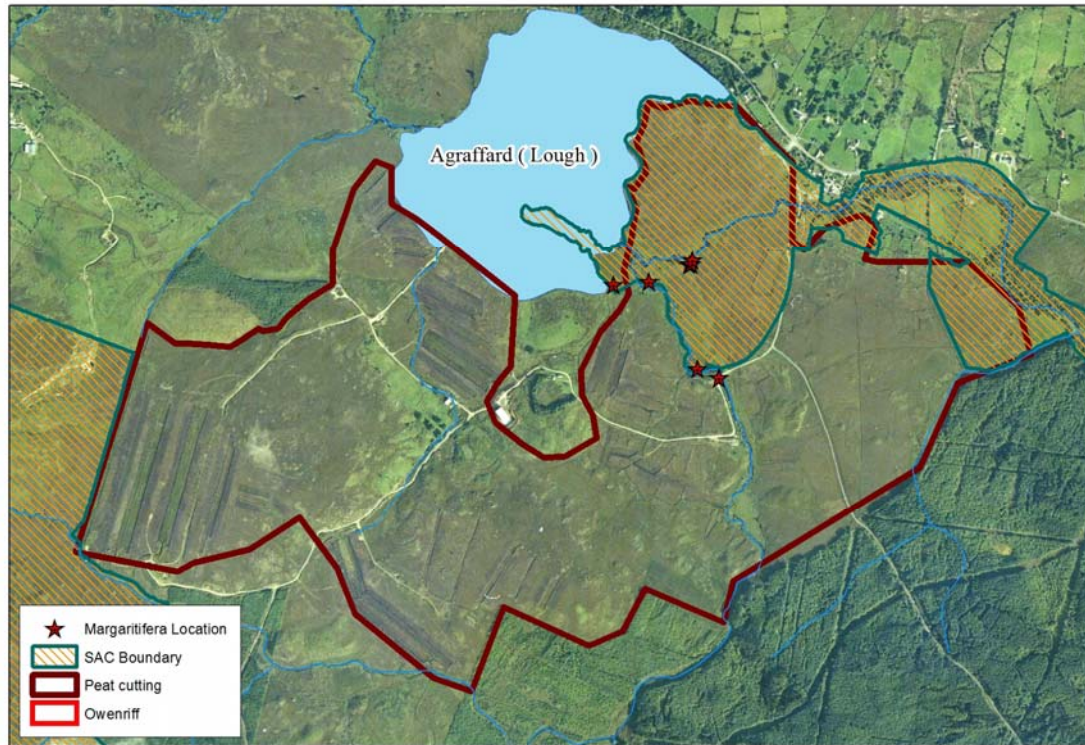 Agraffard ( Lough )
Margaritifera Location
SAC Boundary
Peat cutting
Owenriff